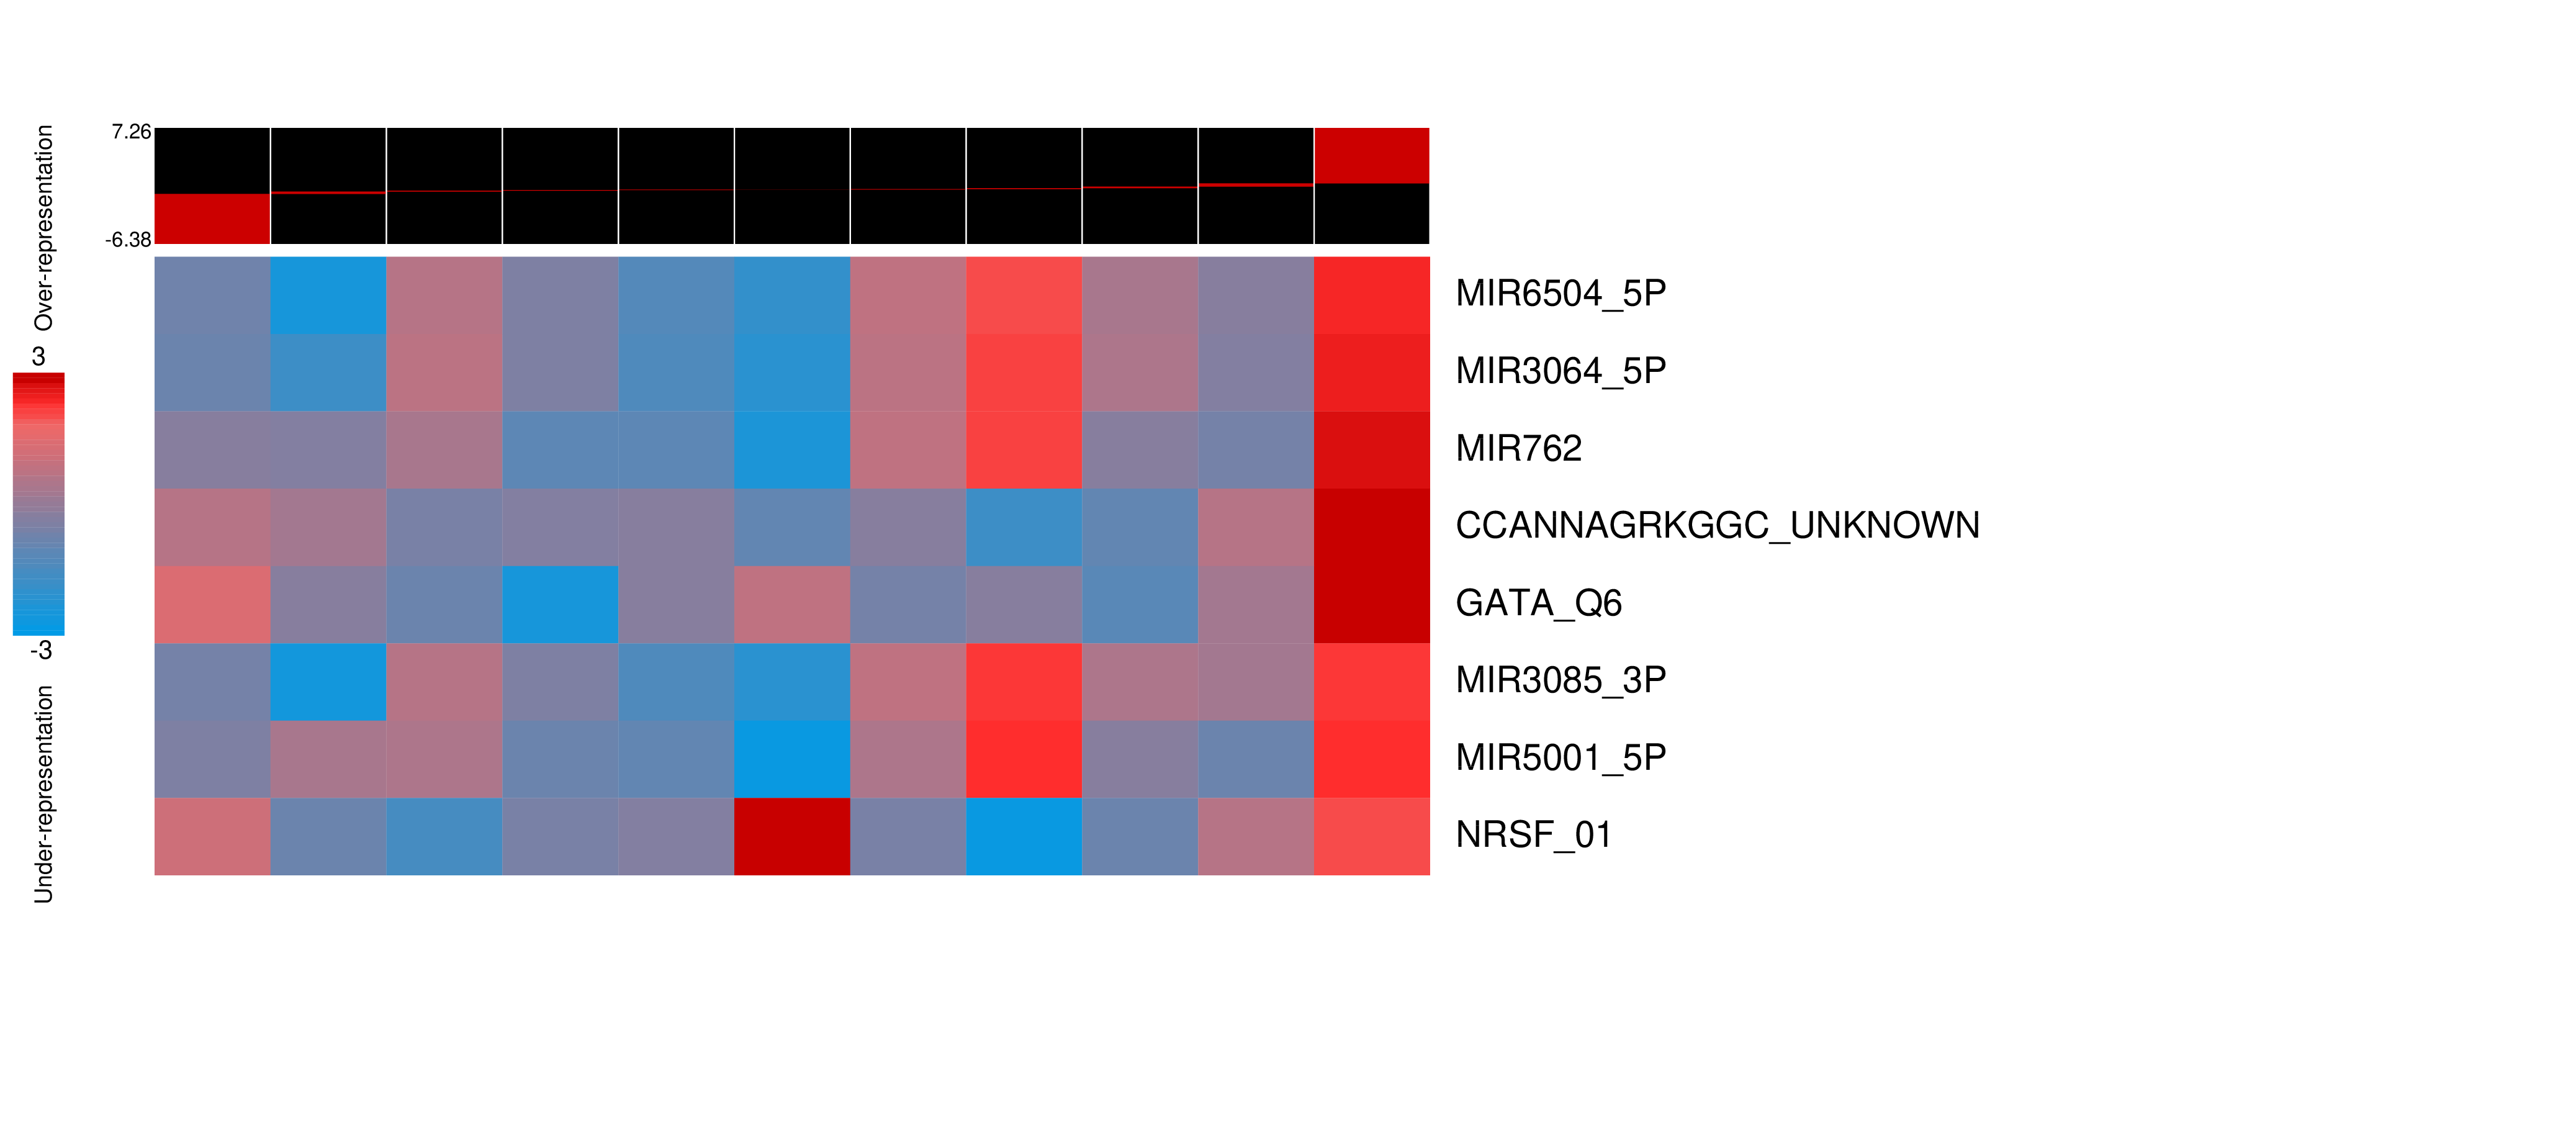 Over-representation
3
-3
Under-representation
7.26
-6.38
MIR6504_5P
MIR3064_5P
MIR762
CCANNAGRKGGC_UNKNOWN
GATA_Q6
MIR3085_3P
MIR5001_5P
NRSF_01